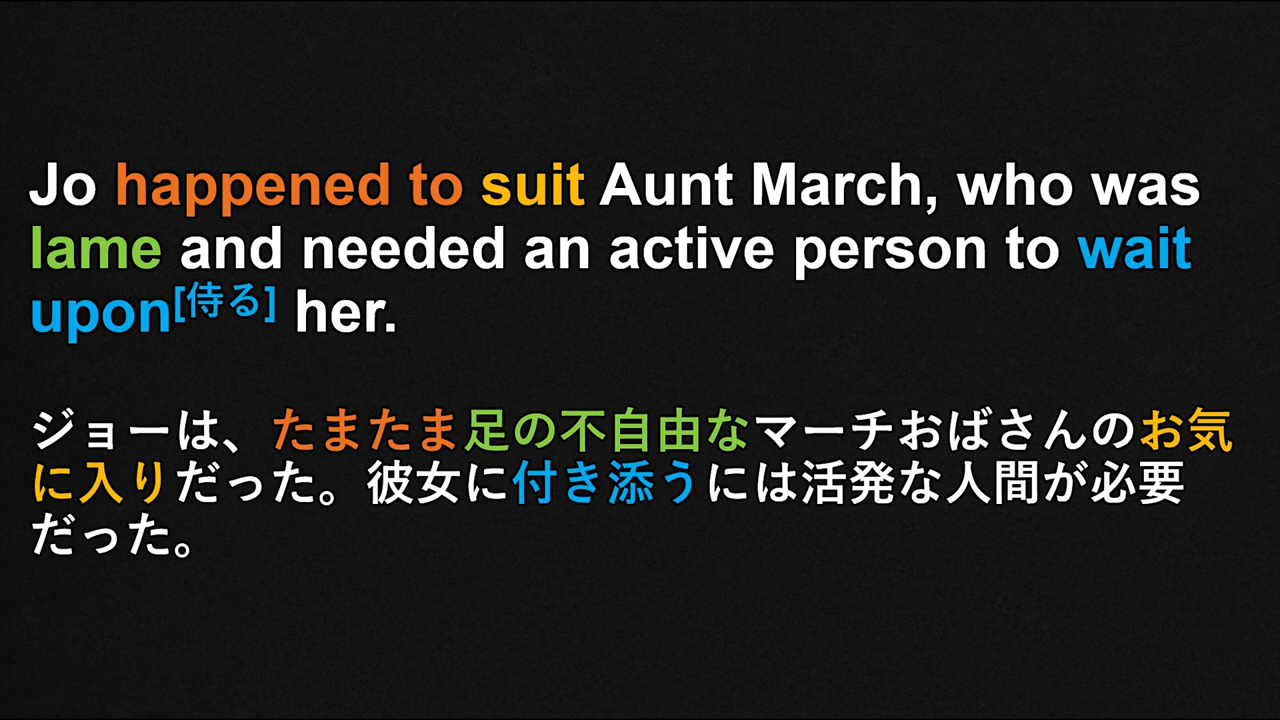 Jo happened to suit Aunt March, who was
lame and needed an active person to wait
upon[侍る] her.
ジョーは、たまたま足の不自由なマーチおばさんのお気
に入りだった。彼女に付き添うには活発な人間が必要
だった。